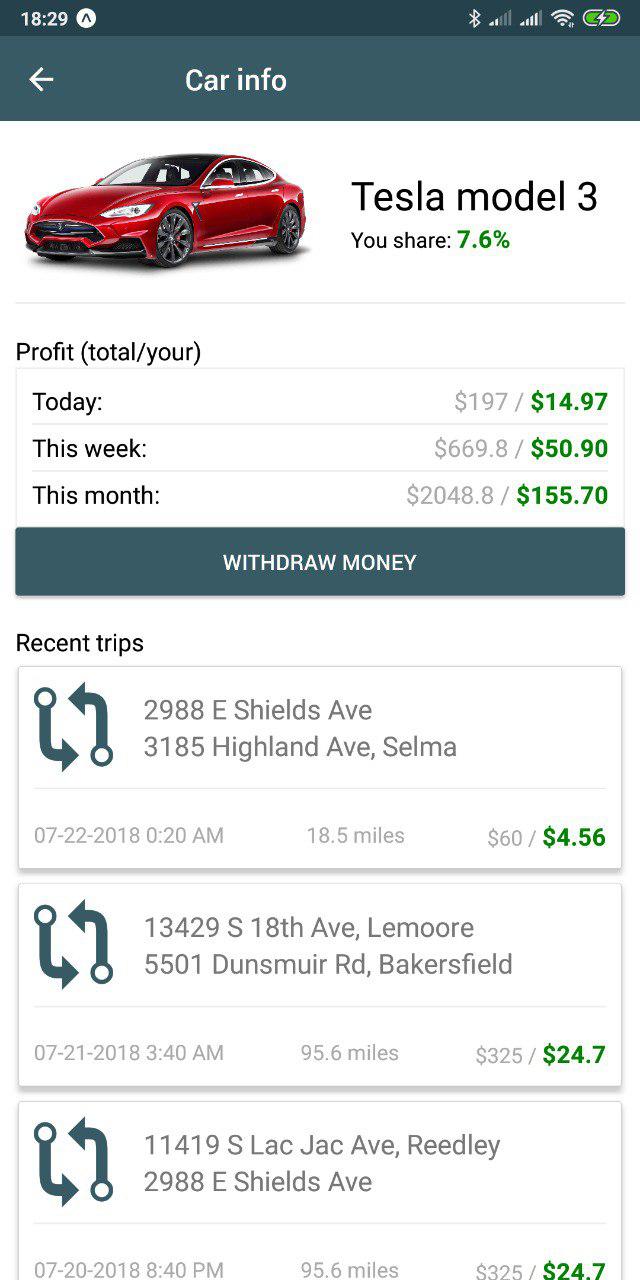 18:29
Car info
Tesla model 3
You share: 7.6%
Profit (total/your)
Today: $197 / $14.97
This week: $669.8 / $50.90
This month: $2048.8 / $155.70
WITHDRAW MONEY
Recent trips
2988 E Shields Ave
3185 Highland Ave, Selma
07-22-2018 0:20 AM 18.5 miles $60 / $4.56
13429 S 18th Ave, Lemoore
5501 Dunsmuir Rd, Bakersfield
07-21-2018 3:40 AM 95.6 miles $325 / $24.7
11419 S Lac Jac Ave, Reedley
2988 E Shields Ave
07-20-2018 8:40 PM 95.6 miles $325 / $24.7